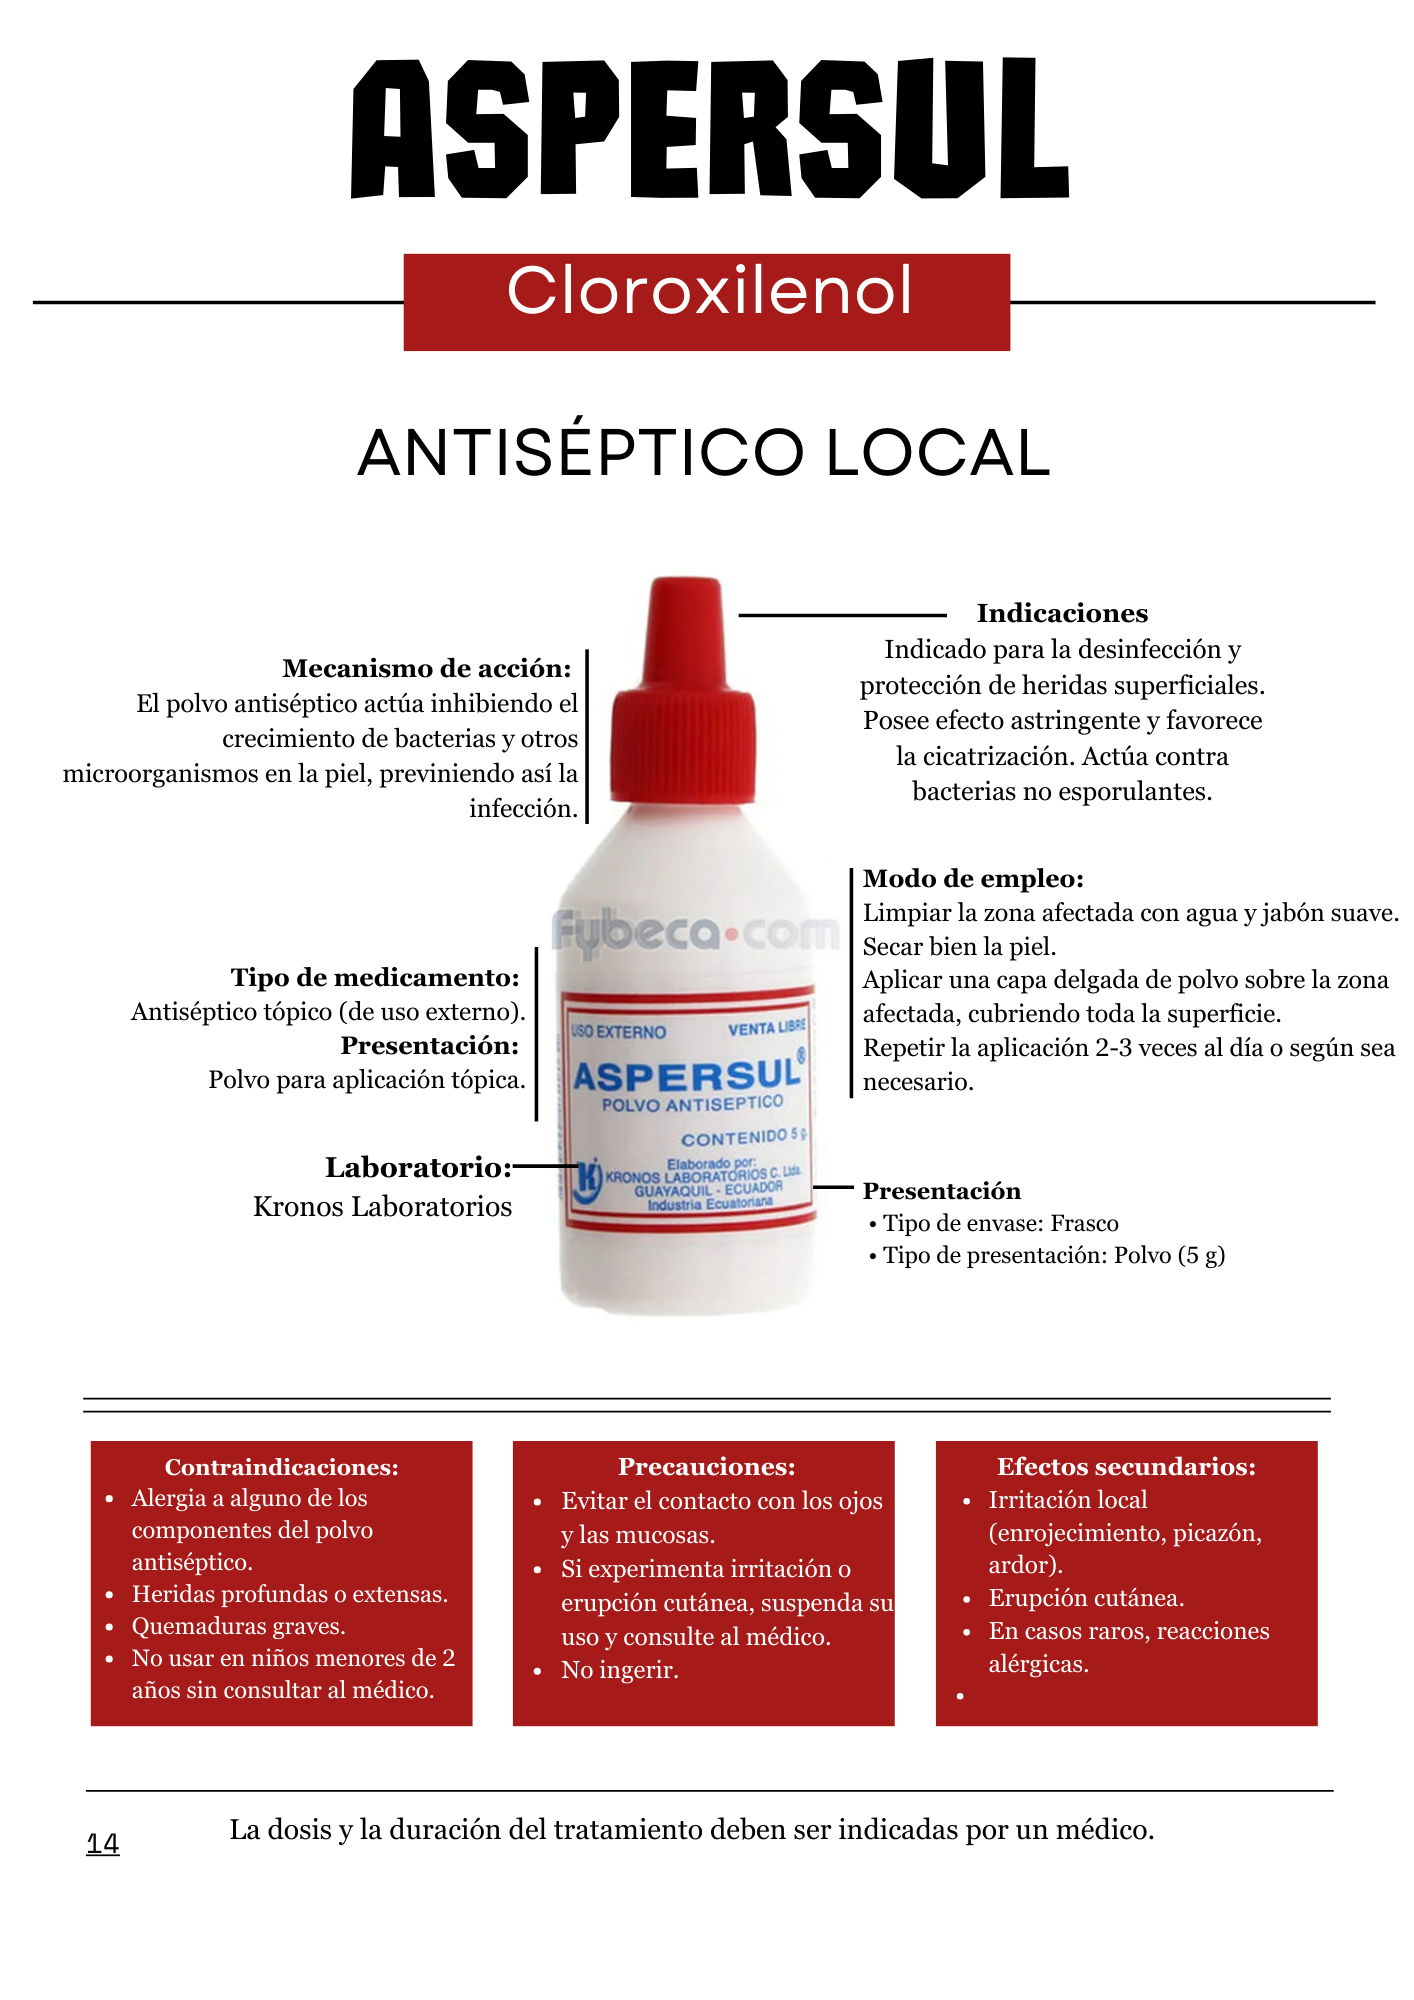 ASPERSUL
Cloroxilenol
ANTISÉPTICO LOCAL
Mecanismo de acción:
El polvo antiséptico actúa inhibiendo el
crecimiento de bacterias y otros
microorganismos en la piel, previniendo así la
infección.
Indicaciones
Indicado para la desinfección y
protección de heridas superficiales.
Posee efecto astringente y favorece
la cicatrización. Actúa contra
bacterias no esporulantes.
Modo de empleo:
Limpiar la zona afectada con agua y jabón suave.
Secar bien la piel.
Aplicar una capa delgada de polvo sobre la zona
afectada, cubriendo toda la superficie.
Repetir la aplicación 2-3 veces al día o según sea
necesario.
Tipo de medicamento:
Antiséptico tópico (de uso externo).
Presentación:
Polvo para aplicación tópica.
Laboratorio:
Kronos Laboratorios
fybeca.com
USO EXTERNO VENTA LIBRE
ASPERSUL®
POLVO ANTISEPTICO
CONTENIDO 5 g.
K
Elaborado por:
KRONOS LABORATORIOS C. Ltda.
GUAYAQUIL - ECUADOR
Industria Ecuatoriana
Presentación
• Tipo de envase: Frasco
• Tipo de presentación: Polvo (5 g)
Contraindicaciones:
• Alergia a alguno de los
componentes del polvo
antiséptico.
• Heridas profundas o extensas.
• Quemaduras graves.
• No usar en niños menores de 2
años sin consultar al médico.
Precauciones:
• Evitar el contacto con los ojos
y las mucosas.
• Si experimenta irritación o
erupción cutánea, suspenda su
uso y consulte al médico.
• No ingerir.
Efectos secundarios:
• Irritación local
(enrojecimiento, picazón,
ardor).
• Erupción cutánea.
• En casos raros, reacciones
alérgicas.
•
La dosis y la duración del tratamiento deben ser indicadas por un médico.
14